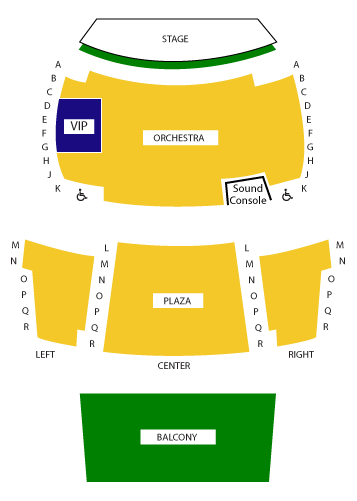 STAGE
A A
B B
C C
D D
E E
F F
G G
H H
J J
K K
VIP
ORCHESTRA
Sound
Console
M L L M
N M M N
O N N O
P O O P
Q P P Q
R Q Q R
R R
PLAZA
LEFT
CENTER
RIGHT
BALCONY